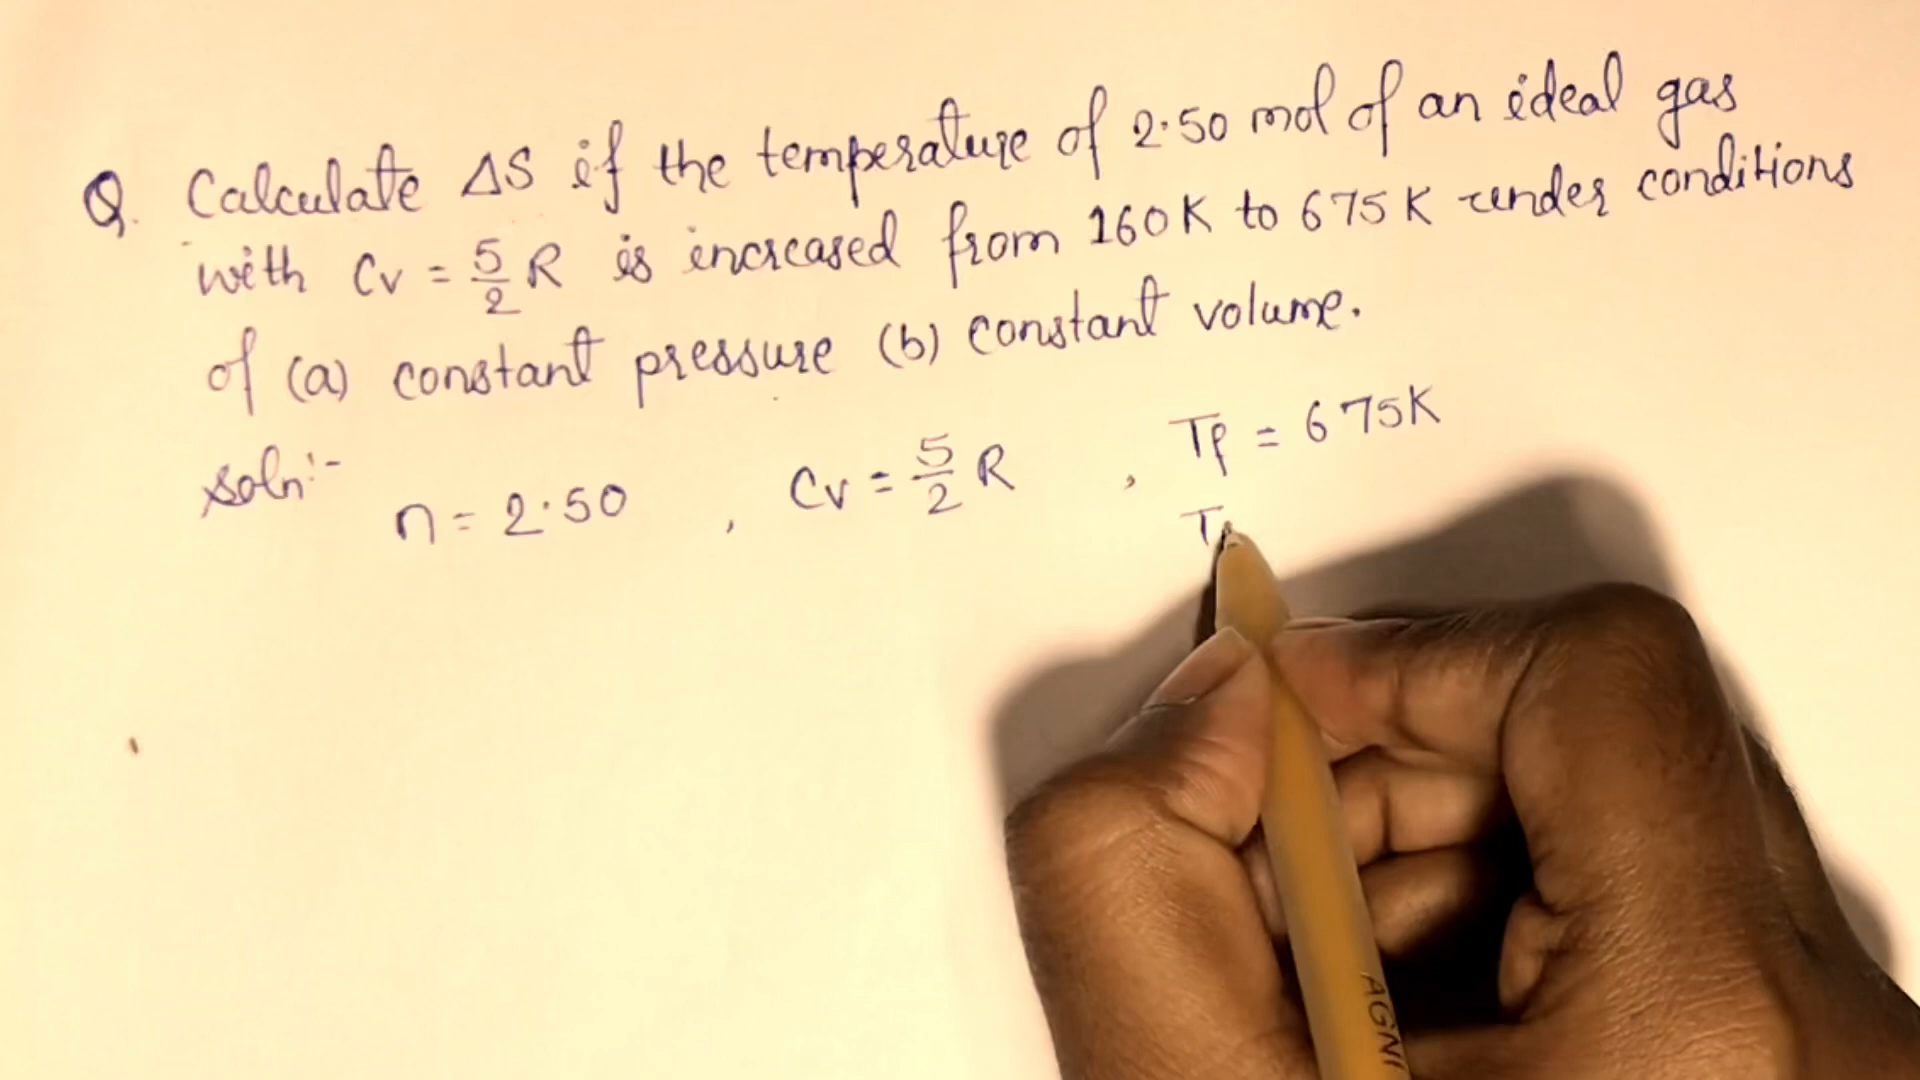 Q. Calculate ΔS if the temperature of 2.50 mol of an ideal gas
with Cv = 5/2 R is increased from 160K to 675K under conditions
of (a) constant pressure (b) constant volume.
soln:- n = 2.50 , Cv = 5/2 R , Tf = 675K
T
AGNI